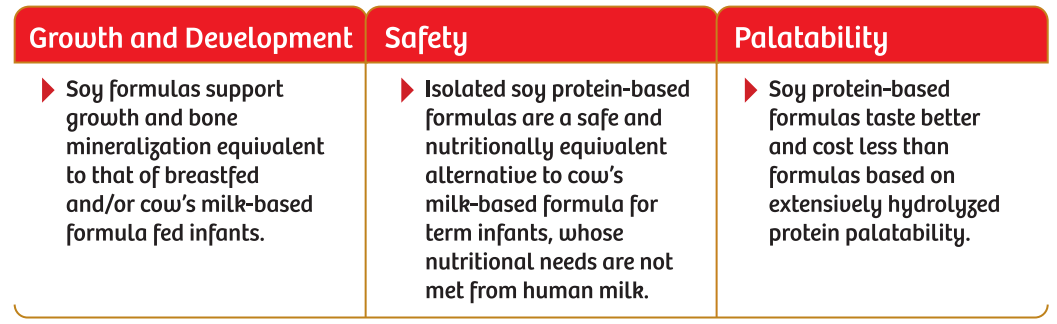 Growth and Development
Soy formulas support
growth and bone
mineralization equivalent
to that of breastfed
and/or cow's milk-based
formula fed infants.
Safety
Isolated soy protein-based
formulas are a safe and
nutritionally equivalent
alternative to cow's
milk-based formula for
term infants, whose
nutritional needs are not
met from human milk.
Palatability
Soy protein-based
formulas taste better
and cost less than
formulas based on
extensively hydrolyzed
protein palatability.